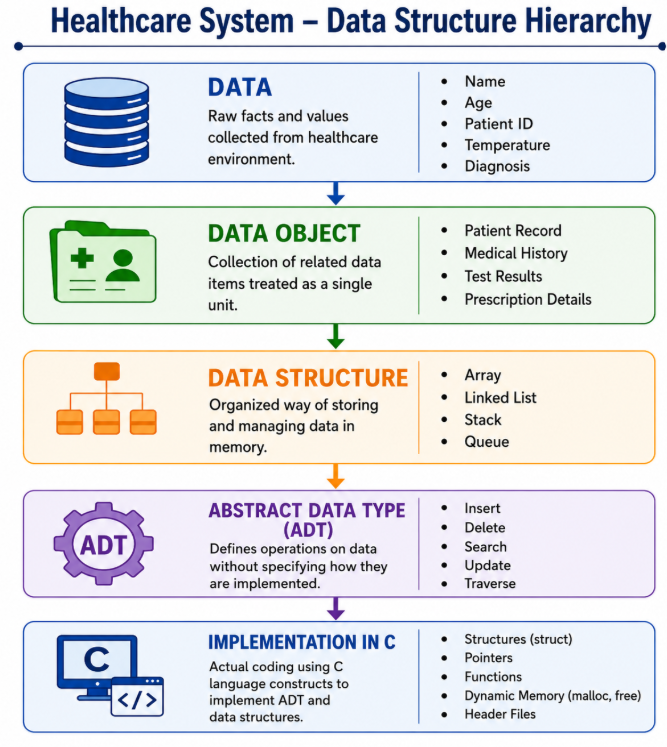 Healthcare System – Data Structure Hierarchy
DATA
Raw facts and values
collected from healthcare
environment.
• Name
• Age
• Patient ID
• Temperature
• Diagnosis
DATA OBJECT
Collection of related data
items treated as a single
unit.
• Patient Record
• Medical History
• Test Results
• Prescription Details
DATA STRUCTURE
Organized way of storing
and managing data in
memory.
• Array
• Linked List
• Stack
• Queue
ADT
ABSTRACT DATA TYPE
(ADT)
Defines operations on data
without specifying how they
are implemented.
• Insert
• Delete
• Search
• Update
• Traverse
C
</>
IMPLEMENTATION IN C
Actual coding using C
language constructs to
implement ADT and
data structures.
• Structures (struct)
• Pointers
• Functions
• Dynamic Memory (malloc, free)
• Header Files